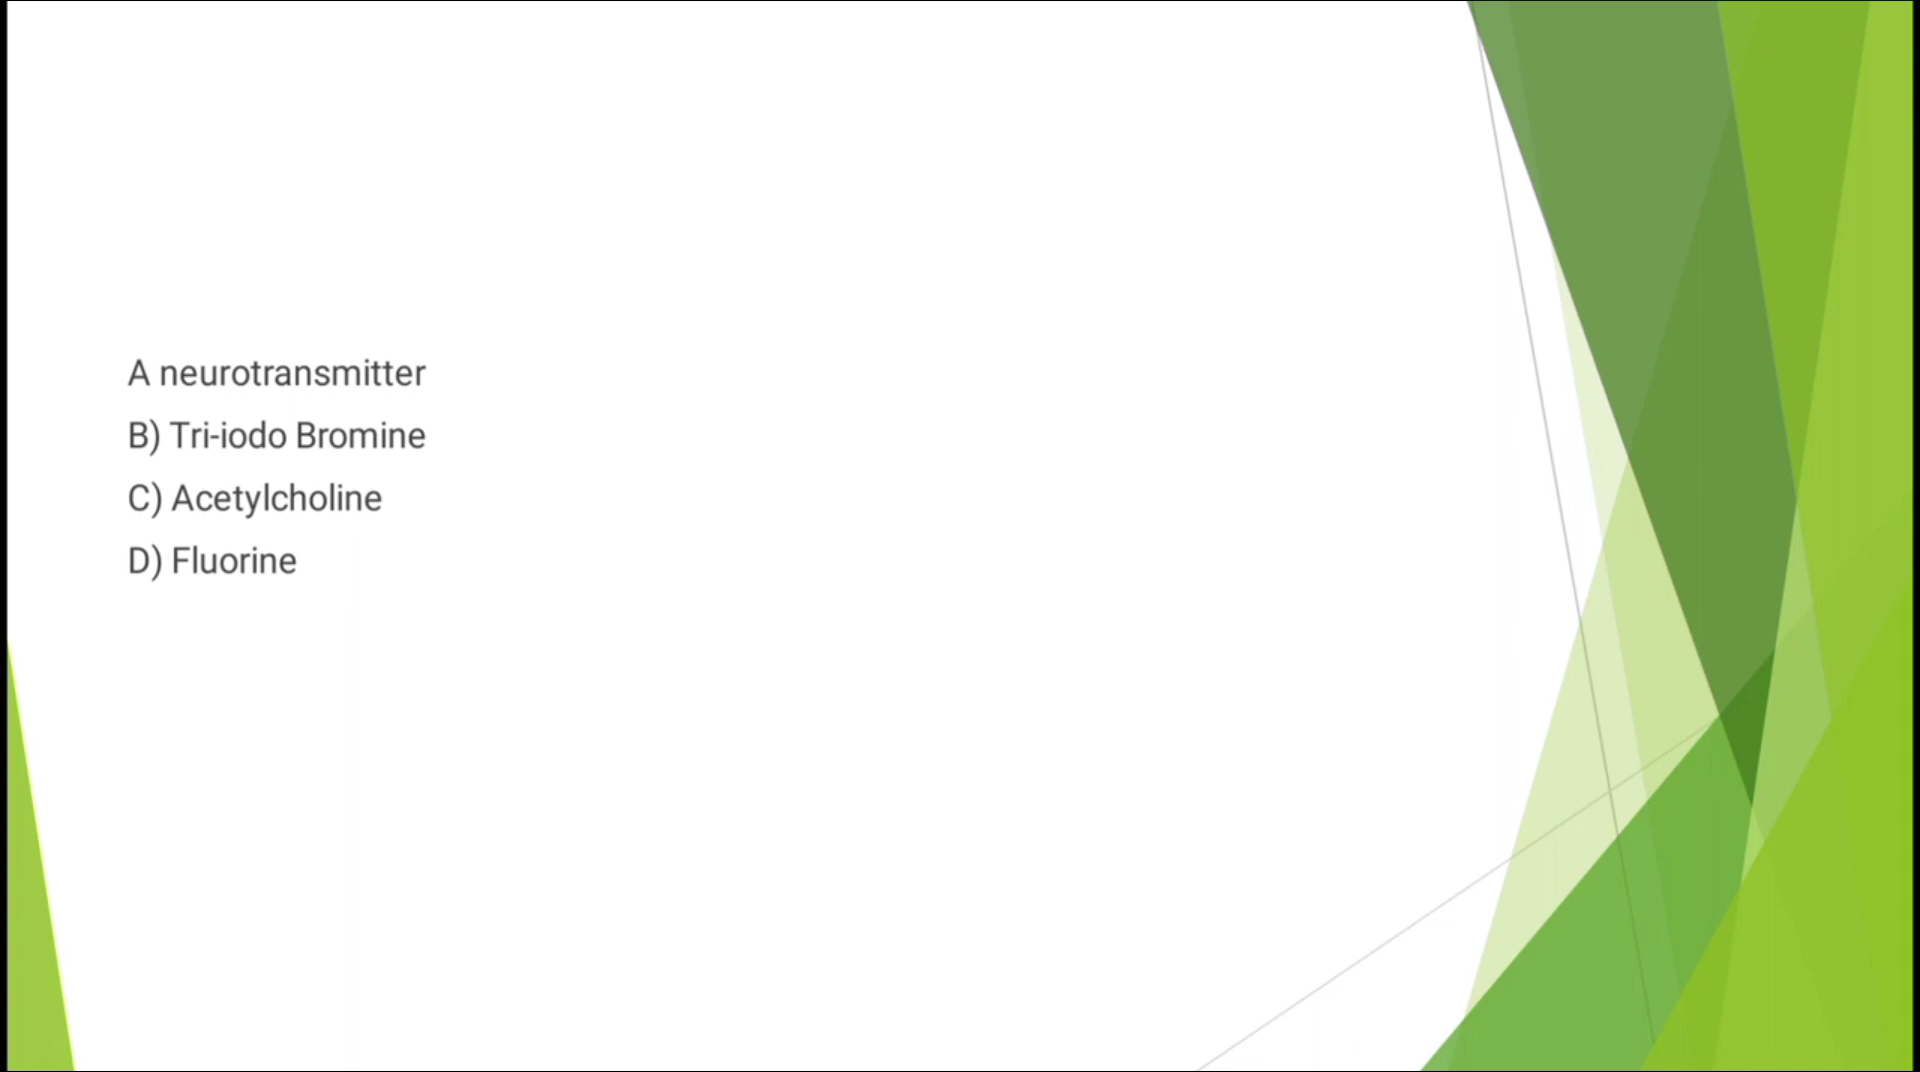 A neurotransmitter
B) Tri-iodo Bromine
C) Acetylcholine
D) Fluorine